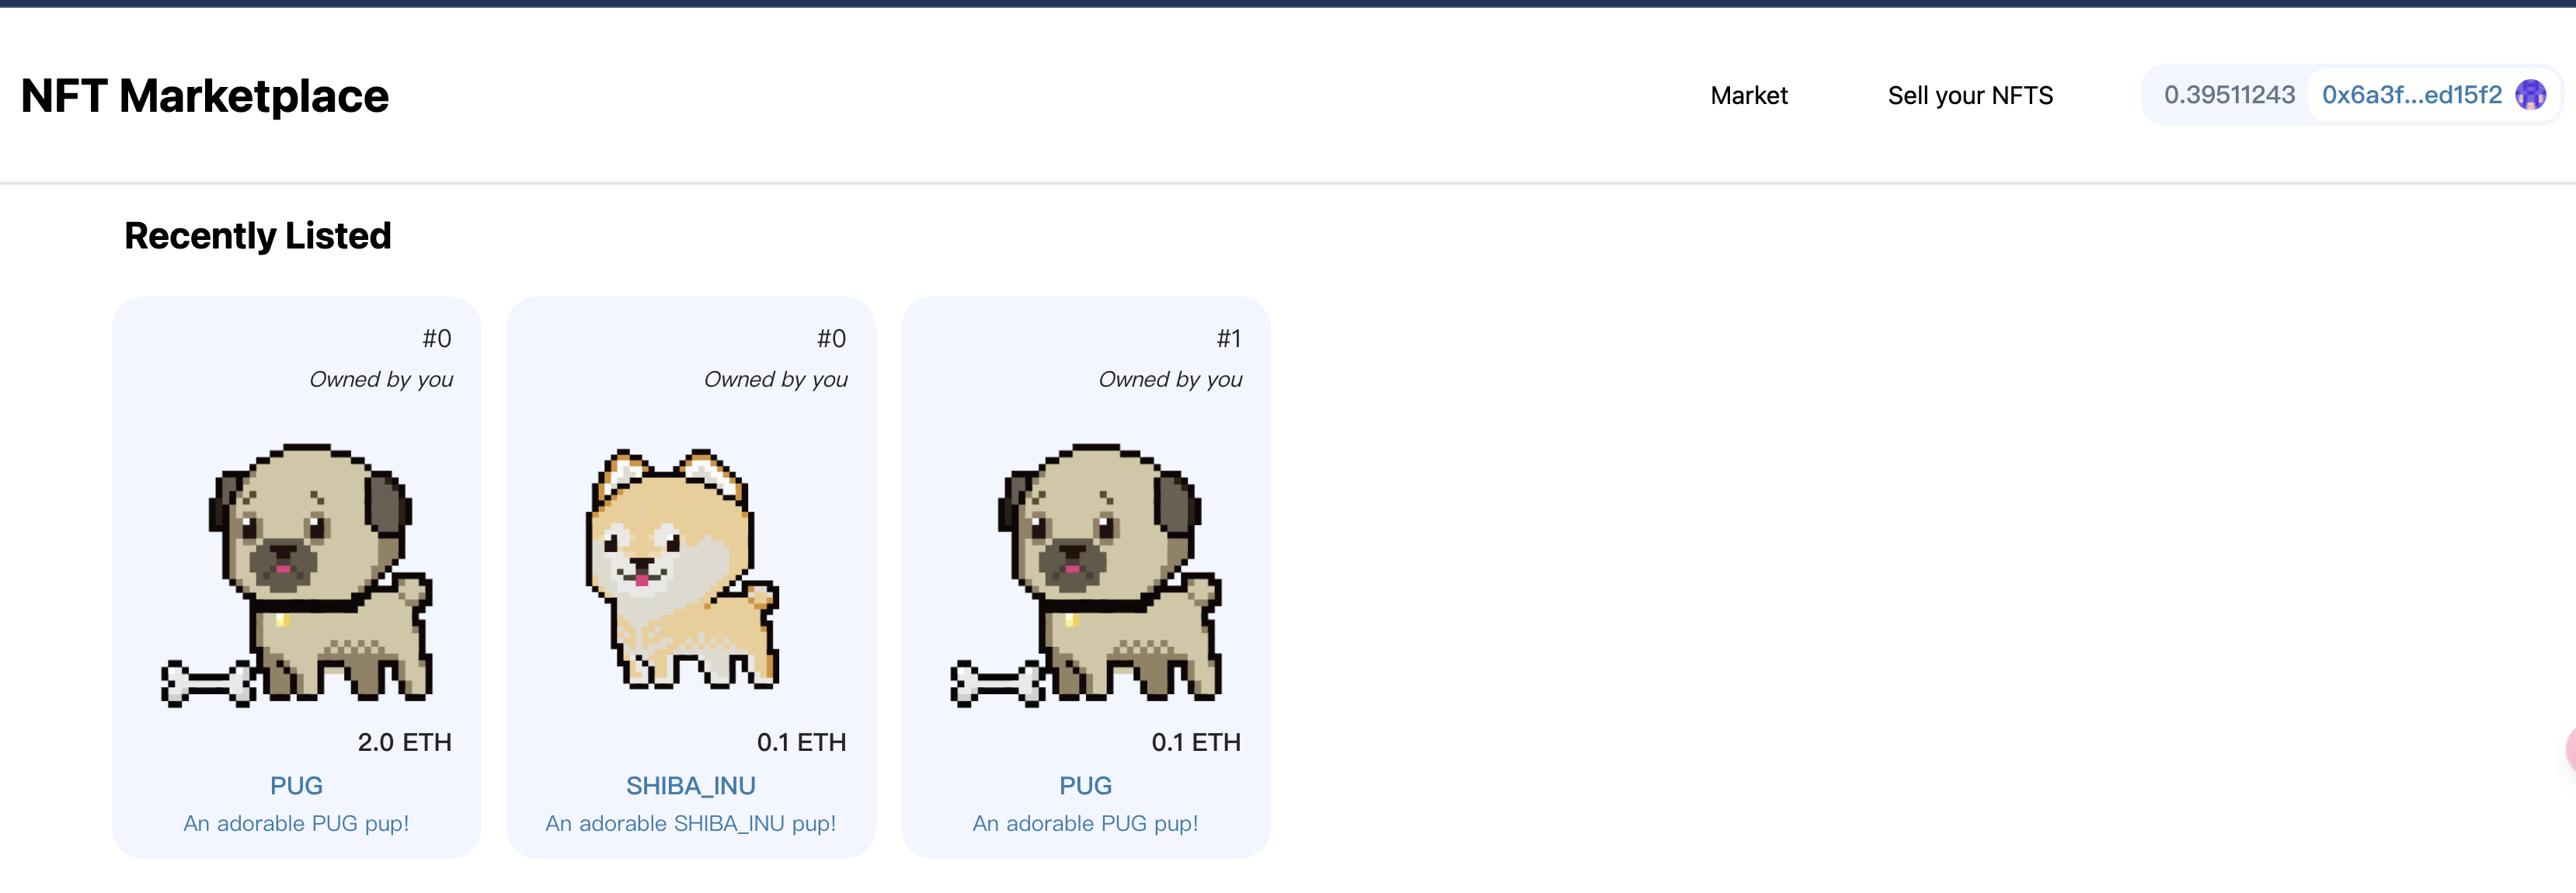 NFT Marketplace
Market
Sell your NFTS
0.39511243
0x6a3f...ed15f2
Recently Listed
#0
Owned by you
2.0 ETH
PUG
An adorable PUG pup!
#0
Owned by you
0.1 ETH
SHIBA_INU
An adorable SHIBA_INU pup!
#1
Owned by you
0.1 ETH
PUG
An adorable PUG pup!